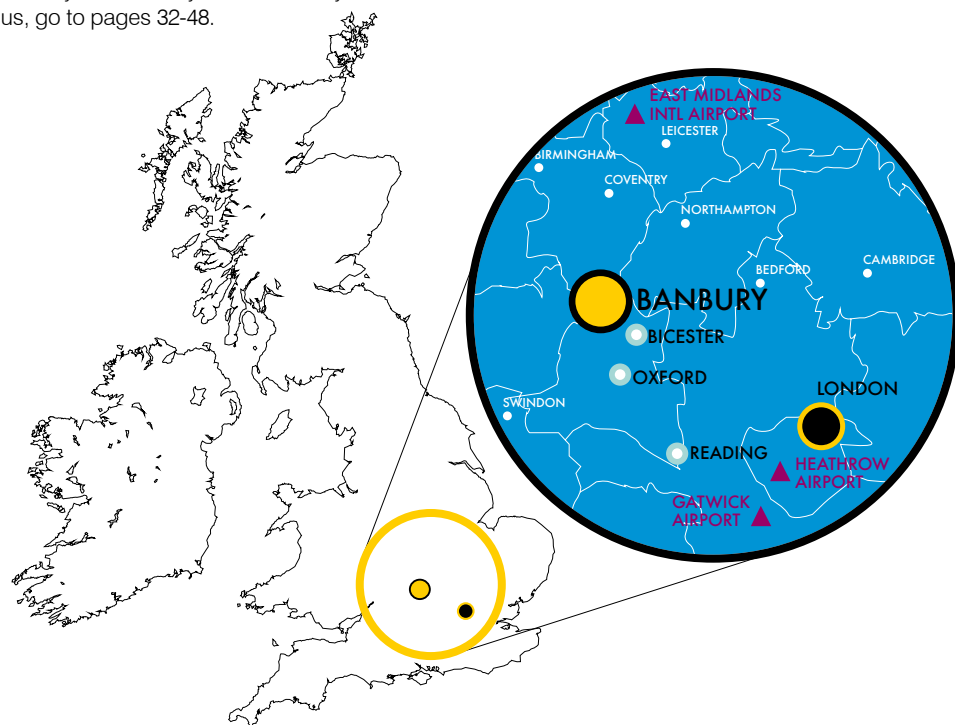 us, go to pages 32-48.
EAST MIDLANDS
INTL AIRPORT
LEICESTER
BIRMINGHAM
COVENTRY
NORTHAMPTON
CAMBRIDGE
BEDFORD
BANBURY
BICESTER
OXFORD
LONDON
SWINDON
READING
HEATHROW
AIRPORT
GATWICK
AIRPORT